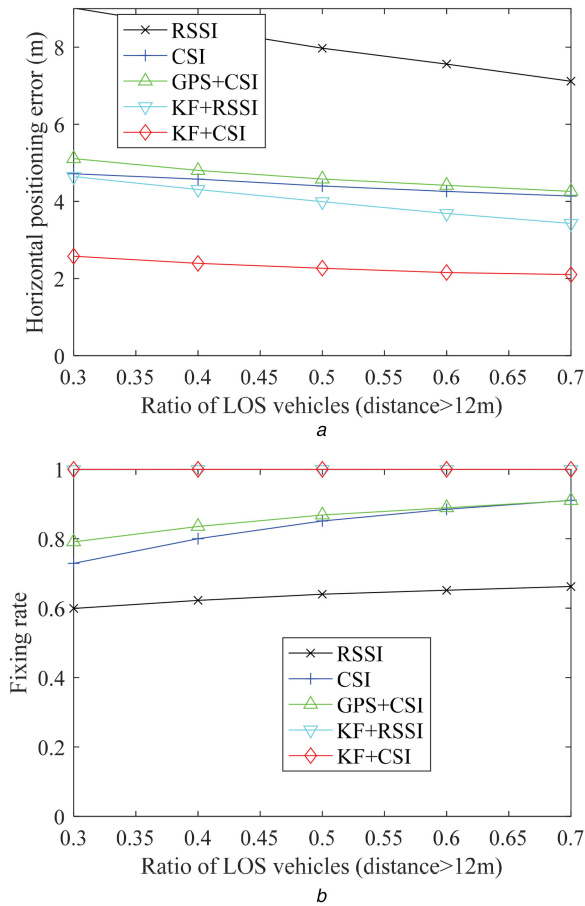 Horizontal positioning error (m)
8
6
4
2
0
RSSI
CSI
GPS+CSI
KF+RSSI
KF+CSI
0.3 0.35 0.4 0.45 0.5 0.55 0.6 0.65 0.7
Ratio of LOS vehicles (distance>12m)
a
Fixing rate
1
0.8
0.6
0.4
0.2
0
RSSI
CSI
GPS+CSI
KF+RSSI
KF+CSI
0.3 0.35 0.4 0.45 0.5 0.55 0.6 0.65 0.7
Ratio of LOS vehicles (distance>12m)
b